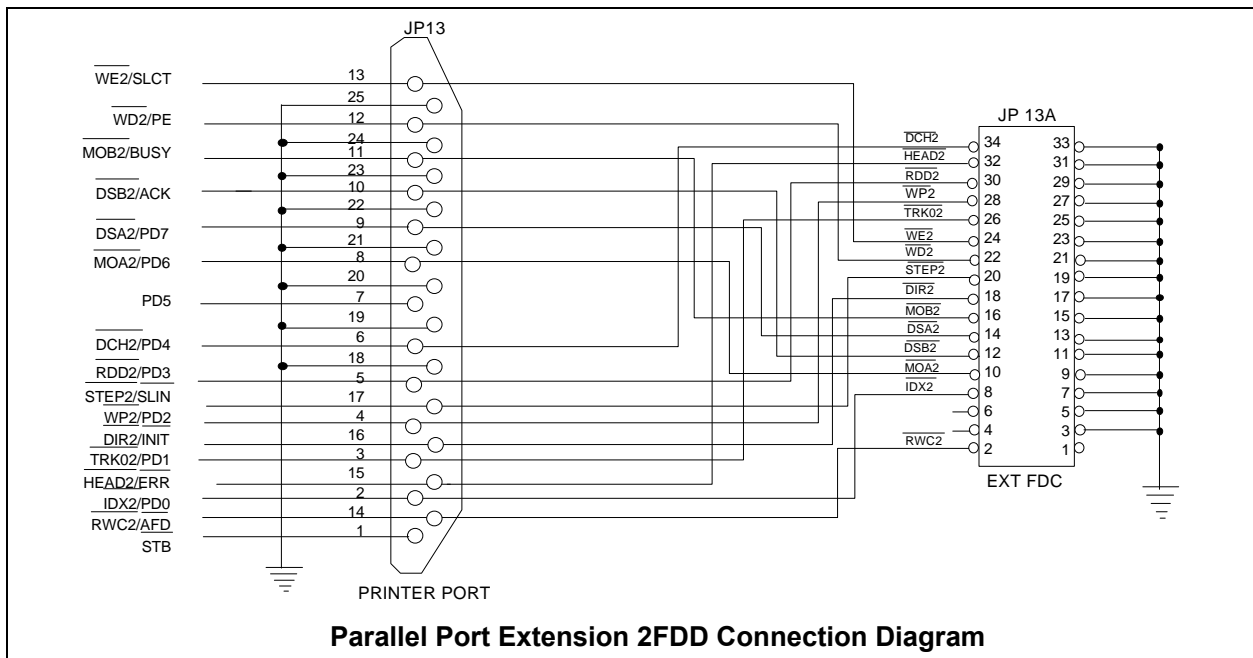 JP13
WE2/SLCT
WD2/PE
MOB2/BUSY
DSB2/ACK
DSA2/PD7
MOA2/PD6
PD5
DCH2/PD4
RDD2/PD3
STEP2/SLIN
WP2/PD2
DIR2/INIT
TRK02/PD1
HEAD2/ERR
IDX2/PD0
RWC2/AFD
STB
13
25
12
24
11
23
10
22
9
21
8
20
7
19
6
18
5
17
4
16
3
15
2
14
1
PRINTER PORT
JP 13A
DCH2 34 33
HEAD2 32 31
RDD2 30 29
WP2 28 27
TRK02 26 25
WE2 24 23
WD2 22 21
STEP2 20 19
DIR2 18 17
MOB2 16 15
DSA2 14 13
DSB2 12 11
MOA2 10 9
IDX2 8 7
6 5
4 3
RWC2 2 1
EXT FDC
Parallel Port Extension 2FDD Connection Diagram